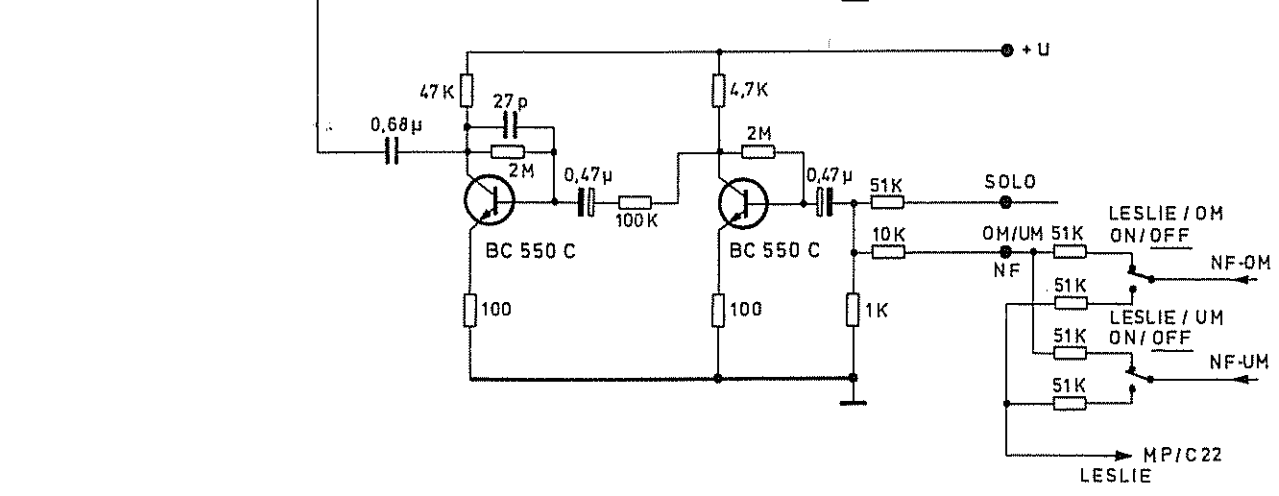 +U
47K
4,7K
27p
0,68µ
2M
2M
0,47µ
0,47µ
100K
51K
SOLO
BC 550 C
BC 550 C
10K
OM/UM
NF
51K
LESLIE / OM
ON/OFF
NF-OM
51K
100
100
1K
LESLIE / UM
ON/OFF
51K
NF-UM
51K
MP/C22
LESLIE